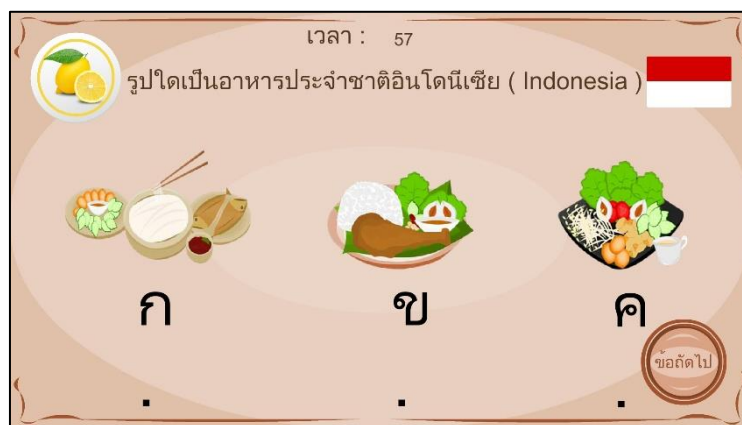 เวลา : 57
รูปใดเป็นอาหารประจำชาติอินโดนีเซีย ( Indonesia )
ก ข ค
ข้อถัดไป
. . .